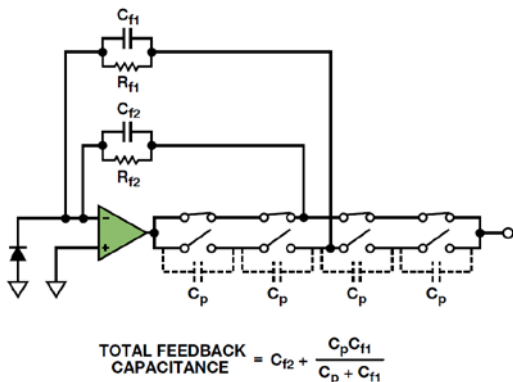 Cf1
Rf1
Cf2
Rf2
−
+
Cp Cp Cp Cp
TOTAL FEEDBACK CAPACITANCE = Cf2 + CpCf1 / (Cp + Cf1)